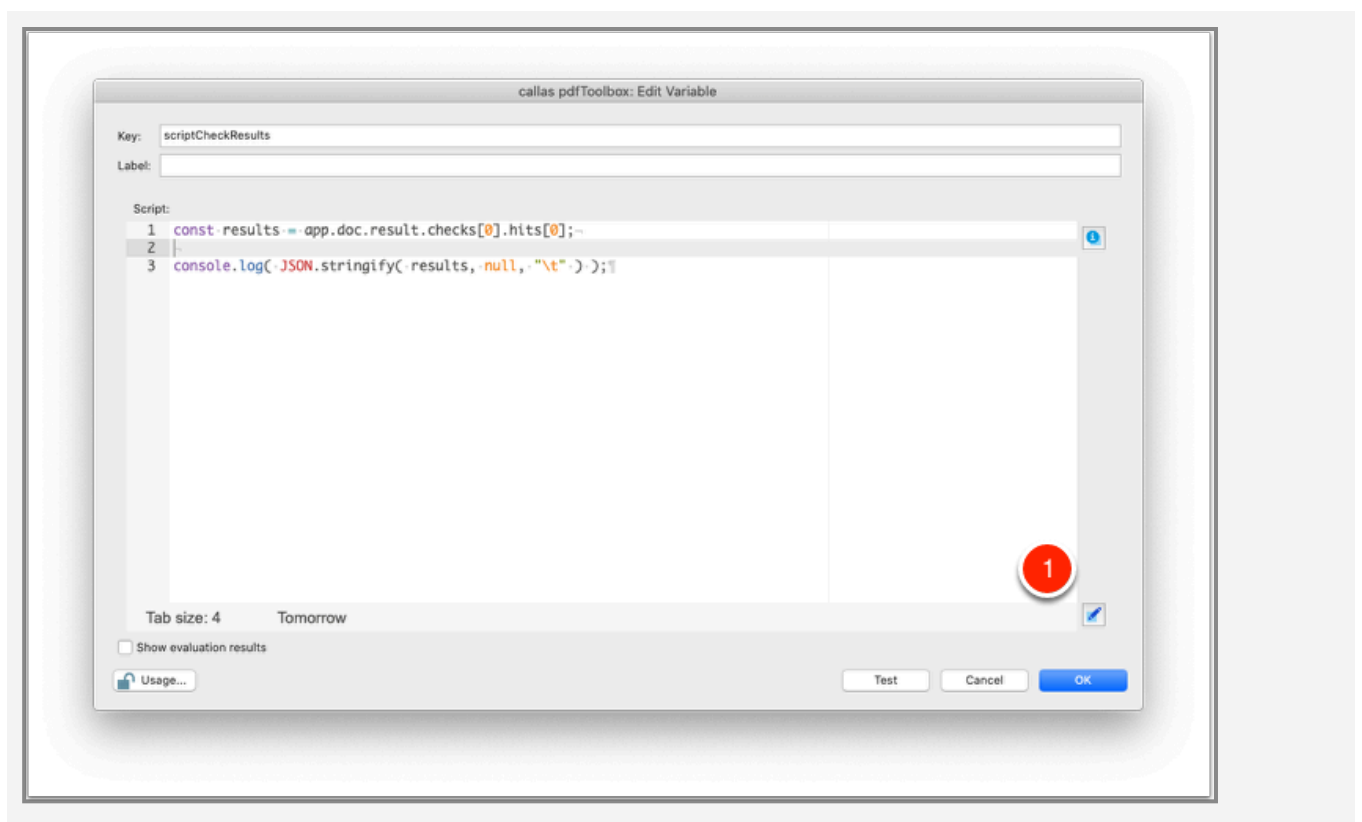 callas pdfToolbox: Edit Variable
Key: scriptCheckResults
Label:
Script:
1 const results = app.doc.result.checks[0].hits[0];
2
3 console.log( JSON.stringify( results, null, "\t" ) );
1
Tab size: 4 Tomorrow
Show evaluation results
Usage... Test Cancel OK